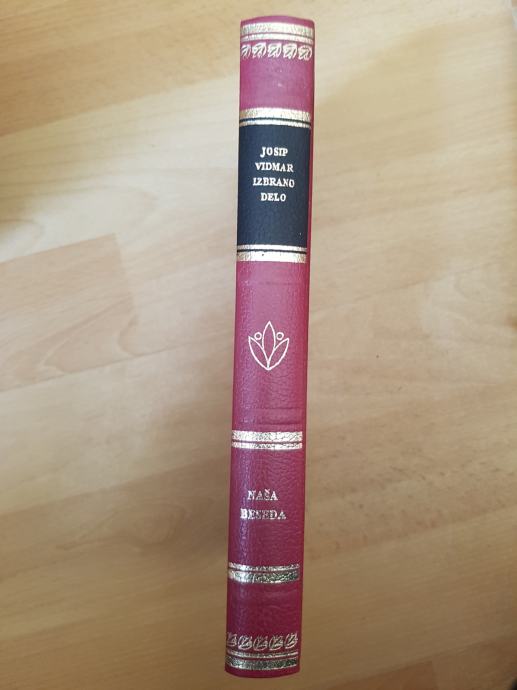 JOSIP
VIDMAR
IZBRANO
DELO
NAŠA
BESEDA